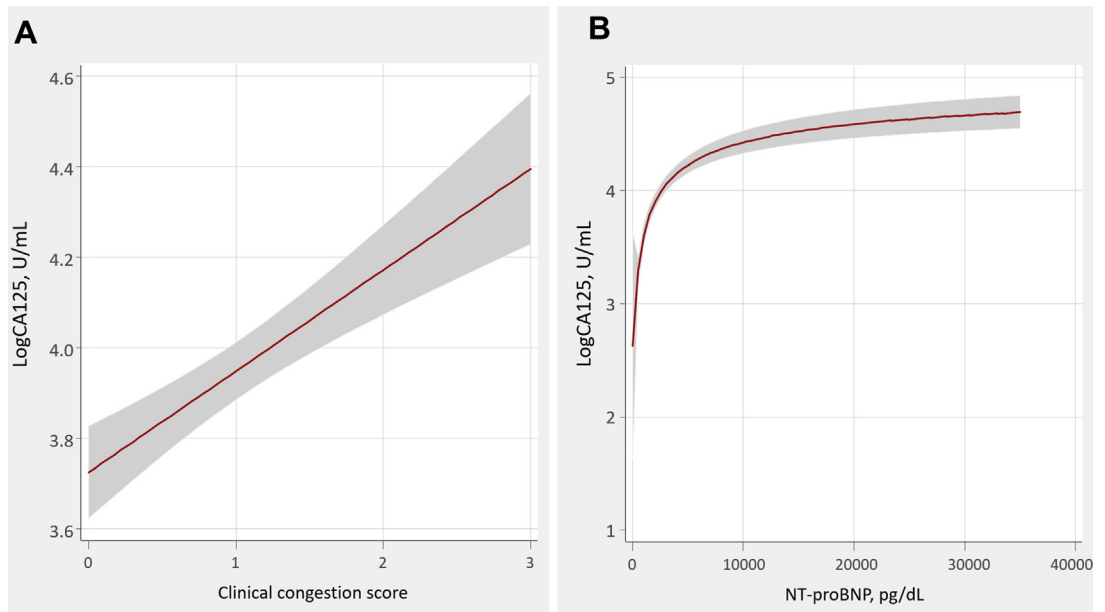 A
LogCA125, U/mL
4.6
4.4
4.2
4.0
3.8
3.6
0 1 2 3
Clinical congestion score
B
LogCA125, U/mL
5
4
3
2
1
0 10000 20000 30000 40000
NT-proBNP, pg/dL